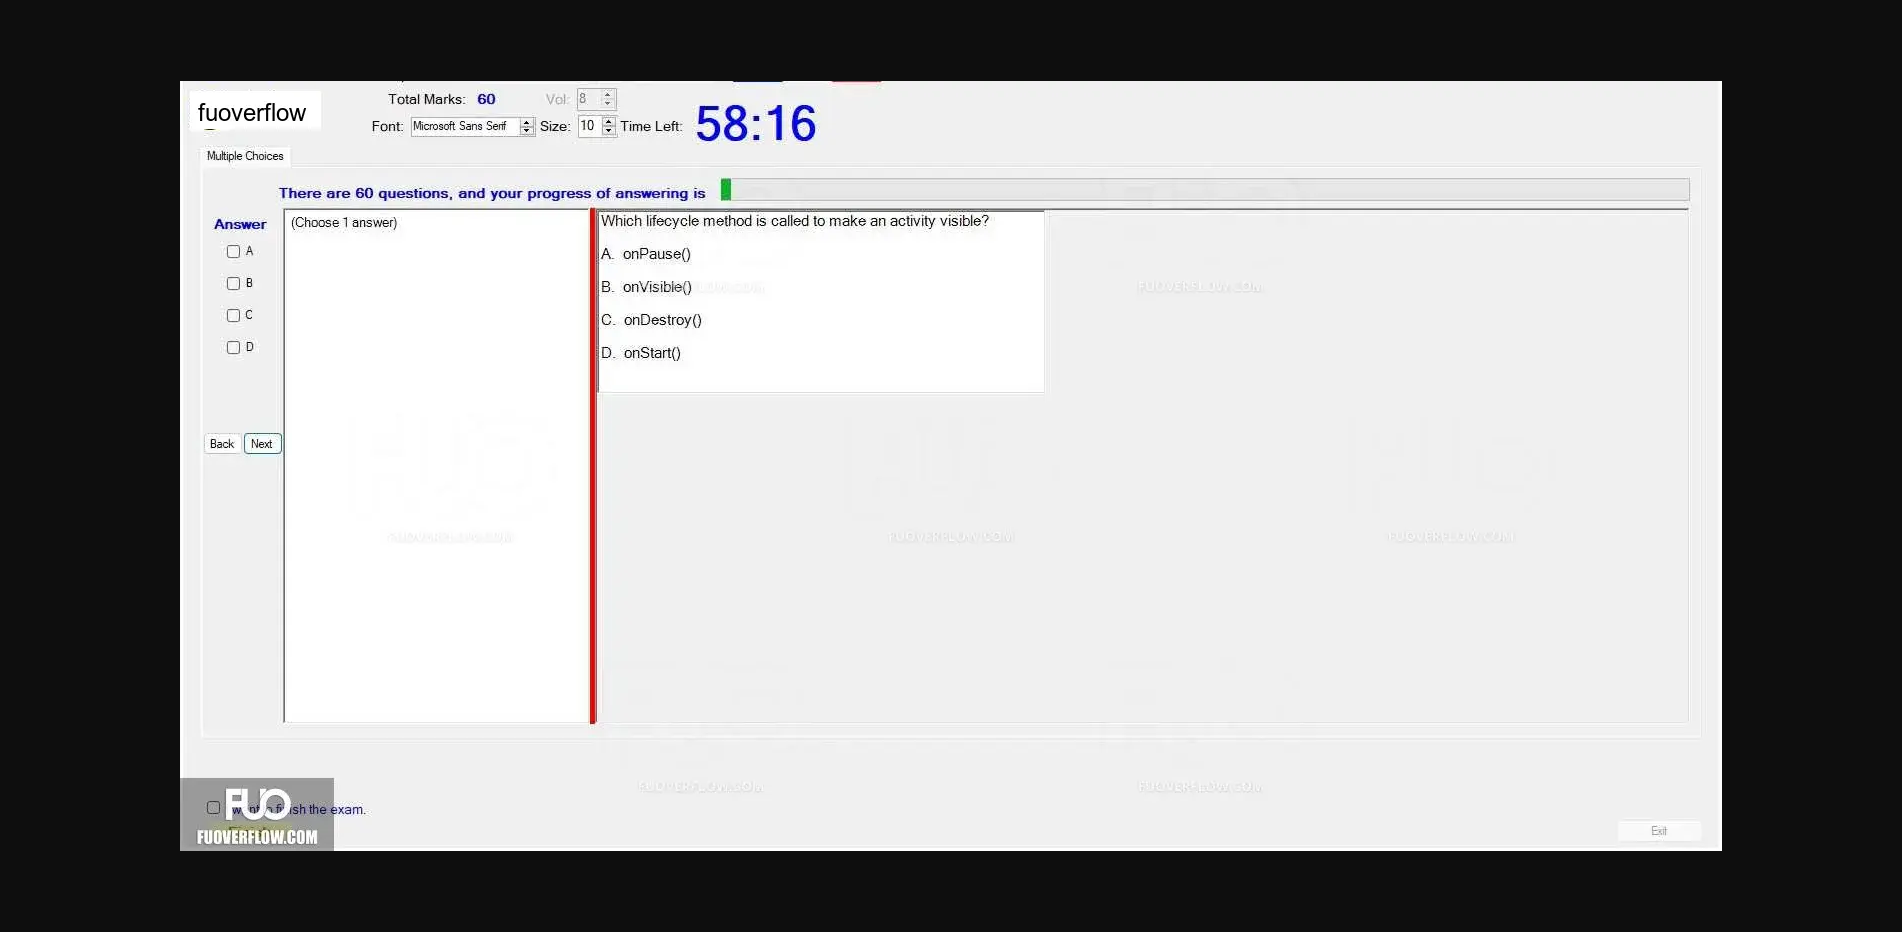 fuoverflow
Total Marks: 60 Vol: 8
Font: Microsoft Sans Serif Size: 10 Time Left: 58:16
Multiple Choices
There are 60 questions, and your progress of answering is
Answer
(Choose 1 answer)
A
B
C
D
Back Next
Which lifecycle method is called to make an activity visible?
A. onPause()
B. onVisible()
C. onDestroy()
D. onStart()
FUOVERFLOW.COM
FUOVERFLOW.COM
FUOVERFLOW.COM
FUOVERFLOW.COM
FUOVERFLOW.COM
FUOVERFLOW.COM
FUO
finish the exam.
FUOVERFLOW.COM
Exit